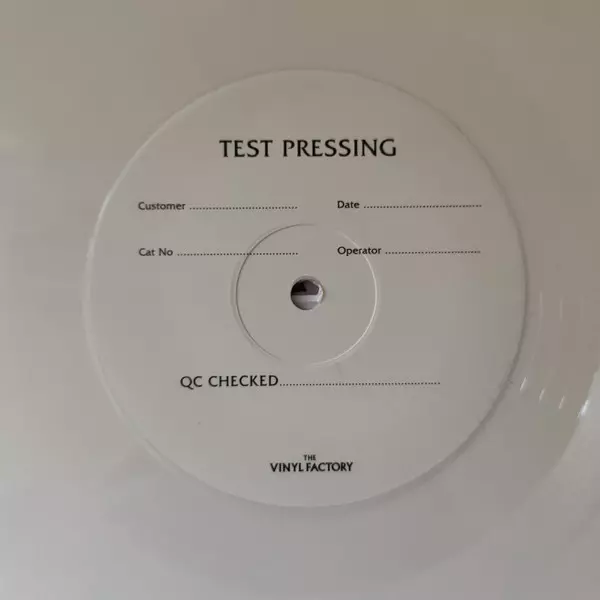 TEST PRESSING
Customer .............................. Date ..............................
Cat No .............................. Operator ..............................
QC CHECKED..............................
THE
VINYL FACTORY